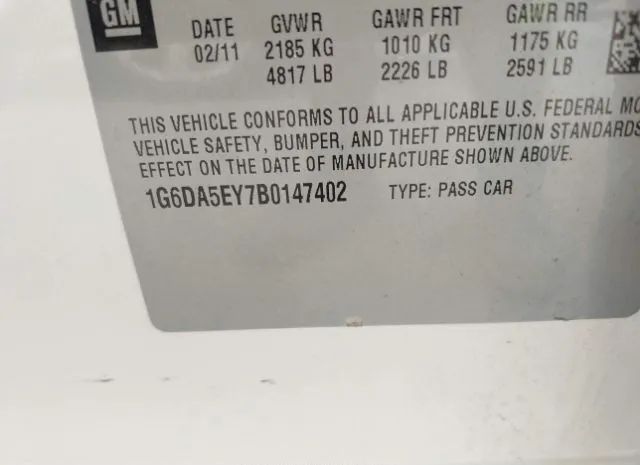 GM
DATE GVWR GAWR FRT GAWR RR
02/11 2185 KG 1010 KG 1175 KG
4817 LB 2226 LB 2591 LB
THIS VEHICLE CONFORMS TO ALL APPLICABLE U.S. FEDERAL MO
VEHICLE SAFETY, BUMPER, AND THEFT PREVENTION STANDARDS
EFFECT ON THE DATE OF MANUFACTURE SHOWN ABOVE.
1G6DA5EY7B0147402 TYPE: PASS CAR